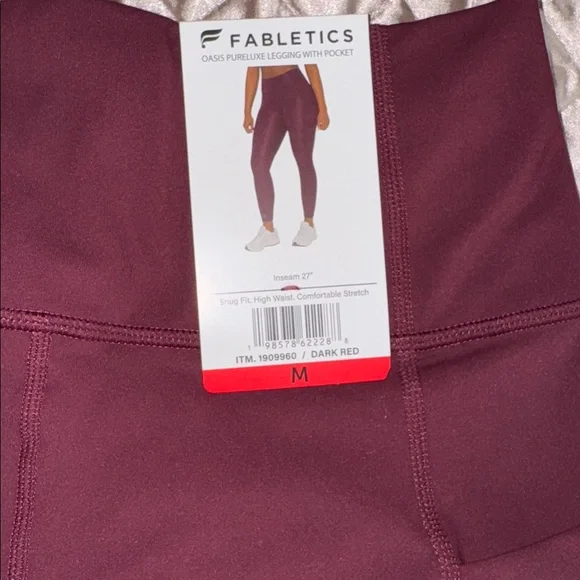 FABLETICS
OASIS PURELUXE LEGGING WITH POCKET
Inseam 27"
Snug Fit, High Waist, Comfortable Stretch
1 98578 62228 8
ITM. 1909960 / DARK RED
M